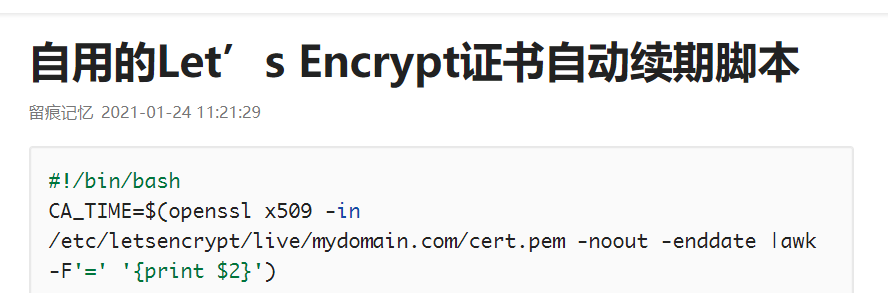 自用的Let’s Encrypt证书自动续期脚本
留痕记忆 2021-01-24 11:21:29
#!/bin/bash
CA_TIME=$(openssl x509 -in
/etc/letsencrypt/live/mydomain.com/cert.pem -noout -enddate |awk
-F'=' '{print $2}')